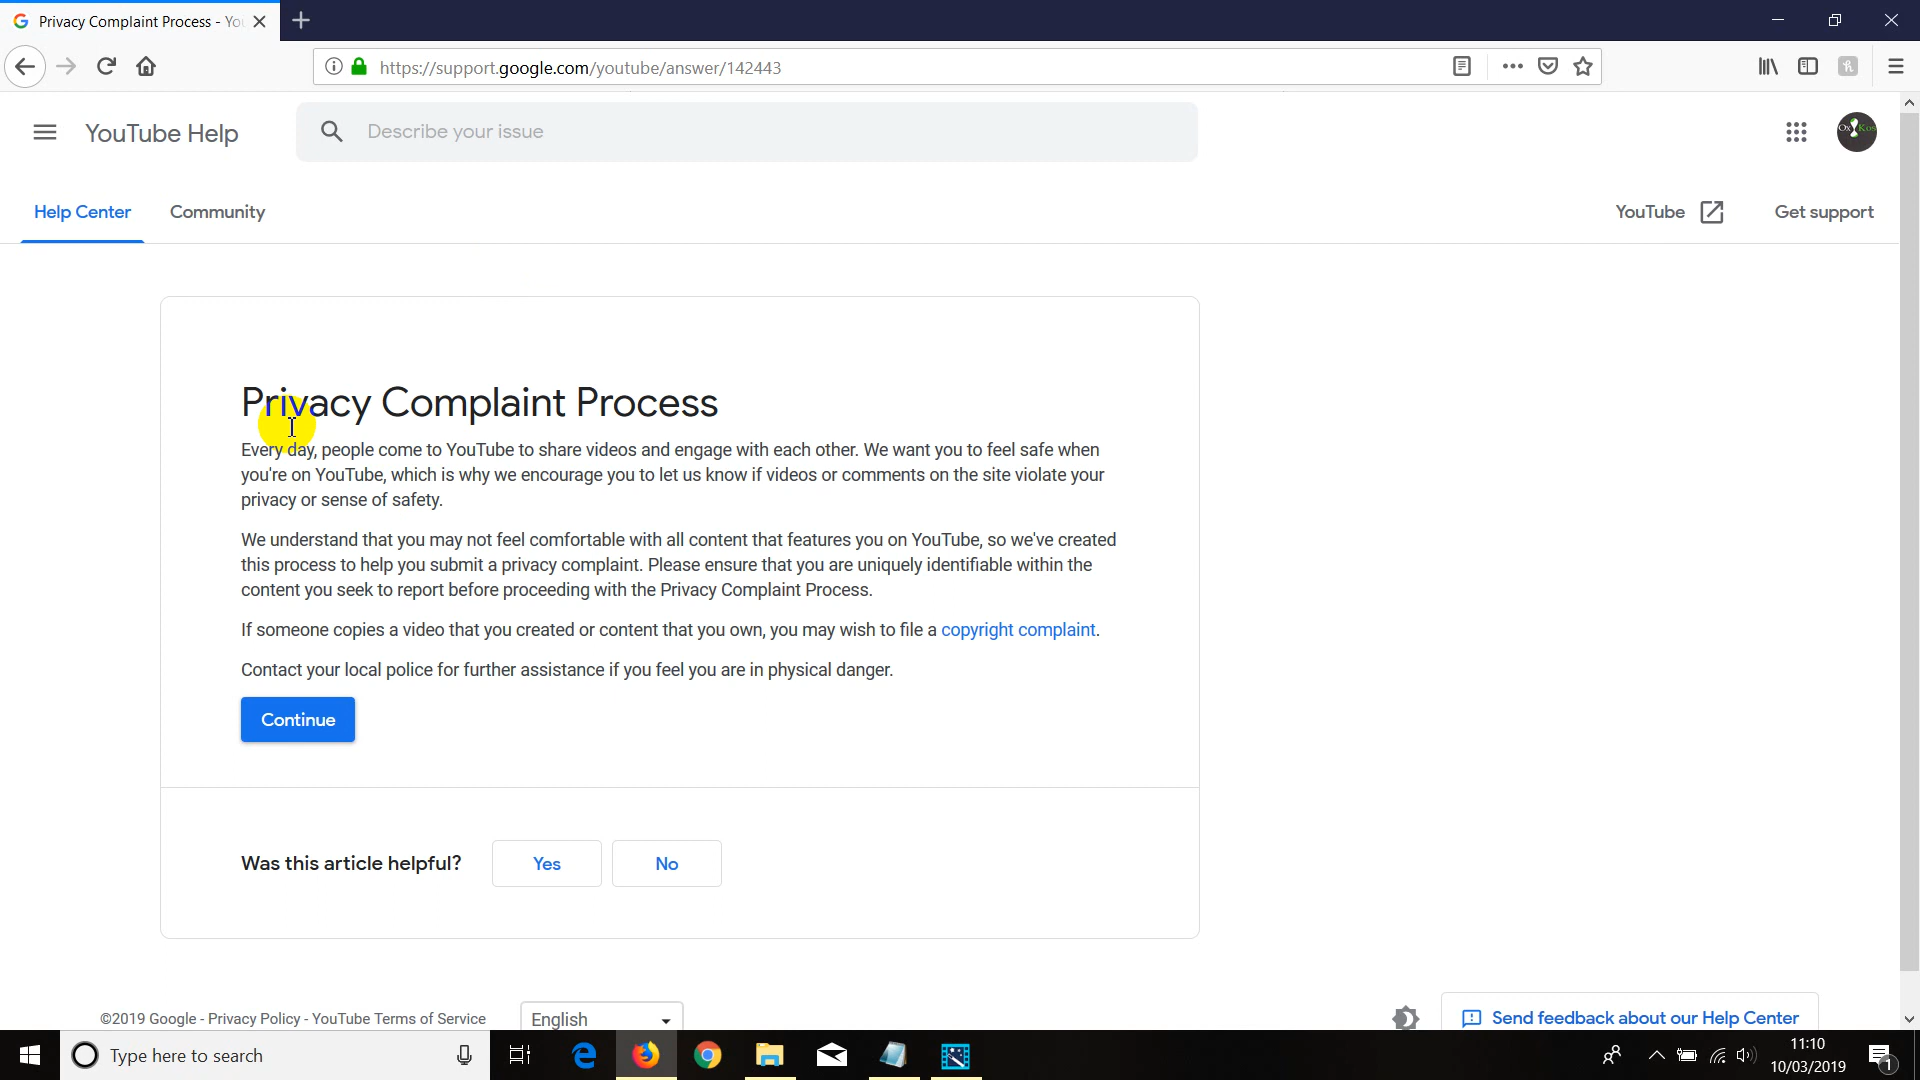 Privacy Complaint Process - You
https://support.google.com/youtube/answer/142443
YouTube Help
Describe your issue
Help Center
Community
YouTube
Get support
Privacy Complaint Process
Every day, people come to YouTube to share videos and engage with each other. We want you to feel safe when
you're on YouTube, which is why we encourage you to let us know if videos or comments on the site violate your
privacy or sense of safety.
We understand that you may not feel comfortable with all content that features you on YouTube, so we've created
this process to help you submit a privacy complaint. Please ensure that you are uniquely identifiable within the
content you seek to report before proceeding with the Privacy Complaint Process.
If someone copies a video that you created or content that you own, you may wish to file a copyright complaint.
Contact your local police for further assistance if you feel you are in physical danger.
Continue
Was this article helpful?
Yes
No
©2019 Google - Privacy Policy - YouTube Terms of Service
English
Send feedback about our Help Center
Type here to search
11:10
10/03/2019
1